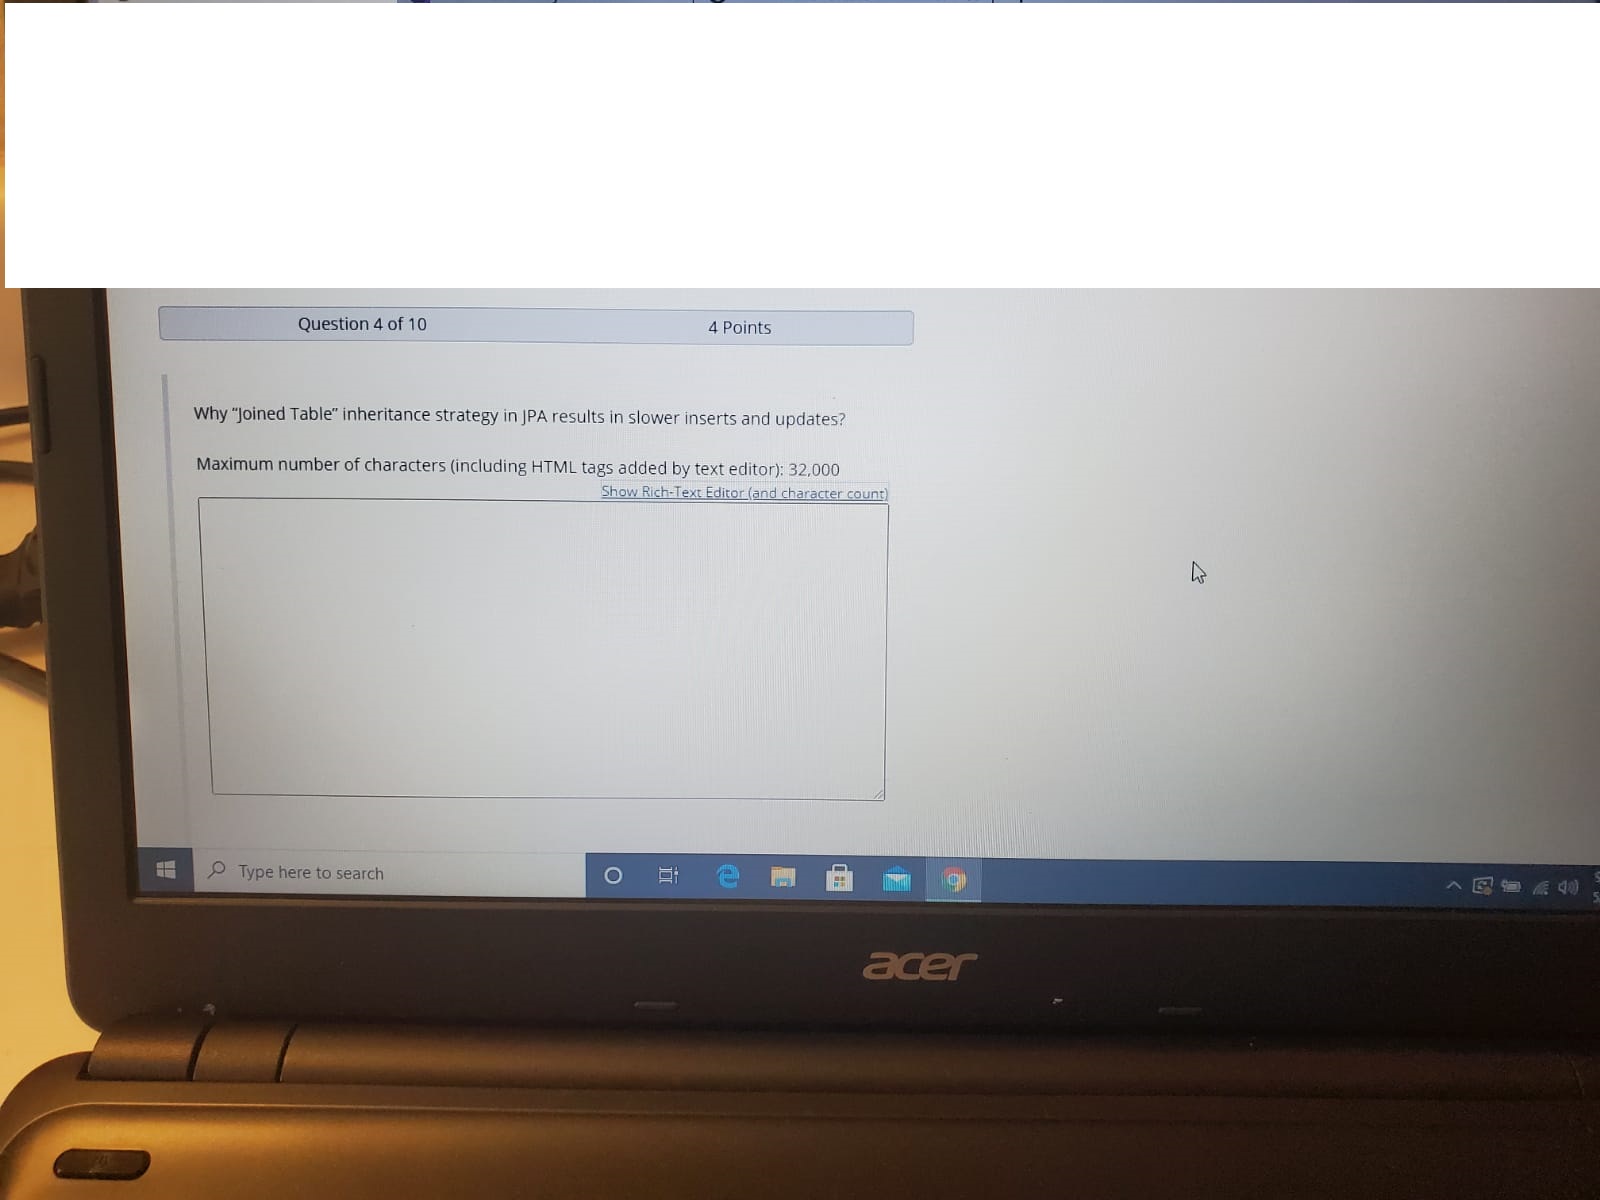 Question 4 of 10
4 Points
Why "Joined Table" inheritance strategy in JPA results in slower inserts and updates?
Maximum number of characters (including HTML tags added by text editor): 32,000
Show Rich-Text Editor (and character count)
Type here to search
acer